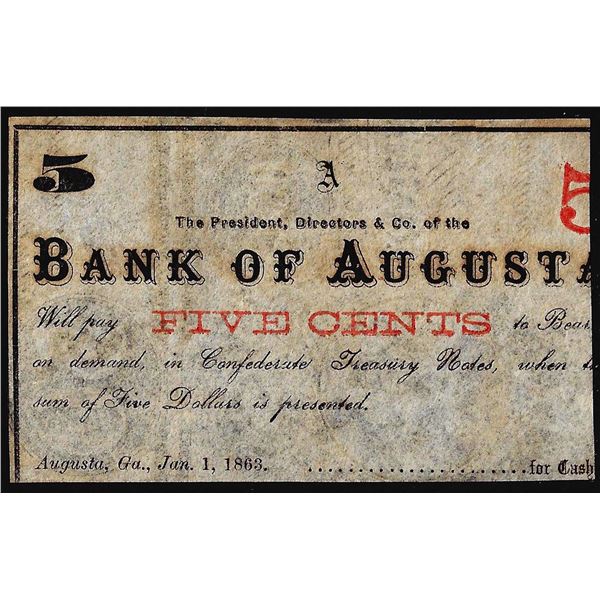 5 A 5
The President, Directors & Co. of the
BANK OF AUGUSTA
Will pay FIVE CENTS to Bear
on demand, in Confederate Treasury Notes, when t
sum of Five Dollars is presented.
Augusta, Ga., Jan. 1, 1863. ........................for Cash